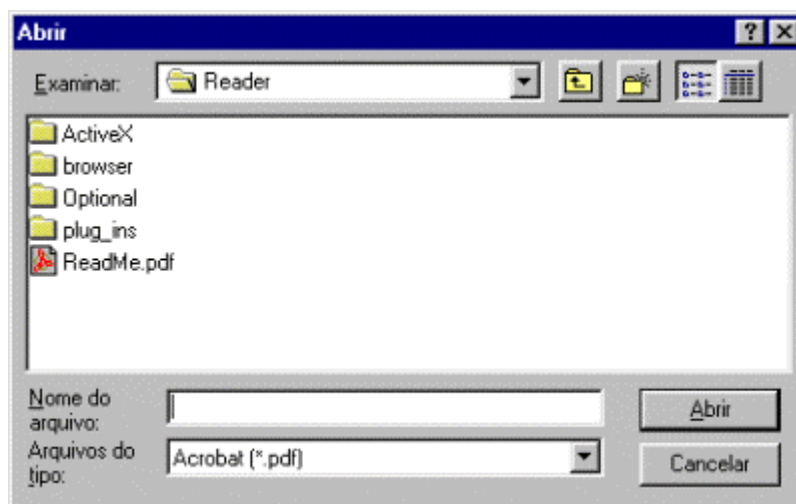 Abrir
Examinar:
Reader
ActiveX
browser
Optional
plug_ins
ReadMe.pdf
Nome do
arquivo:
Abrir
Arquivos do
tipo:
Acrobat (*.pdf)
Cancelar